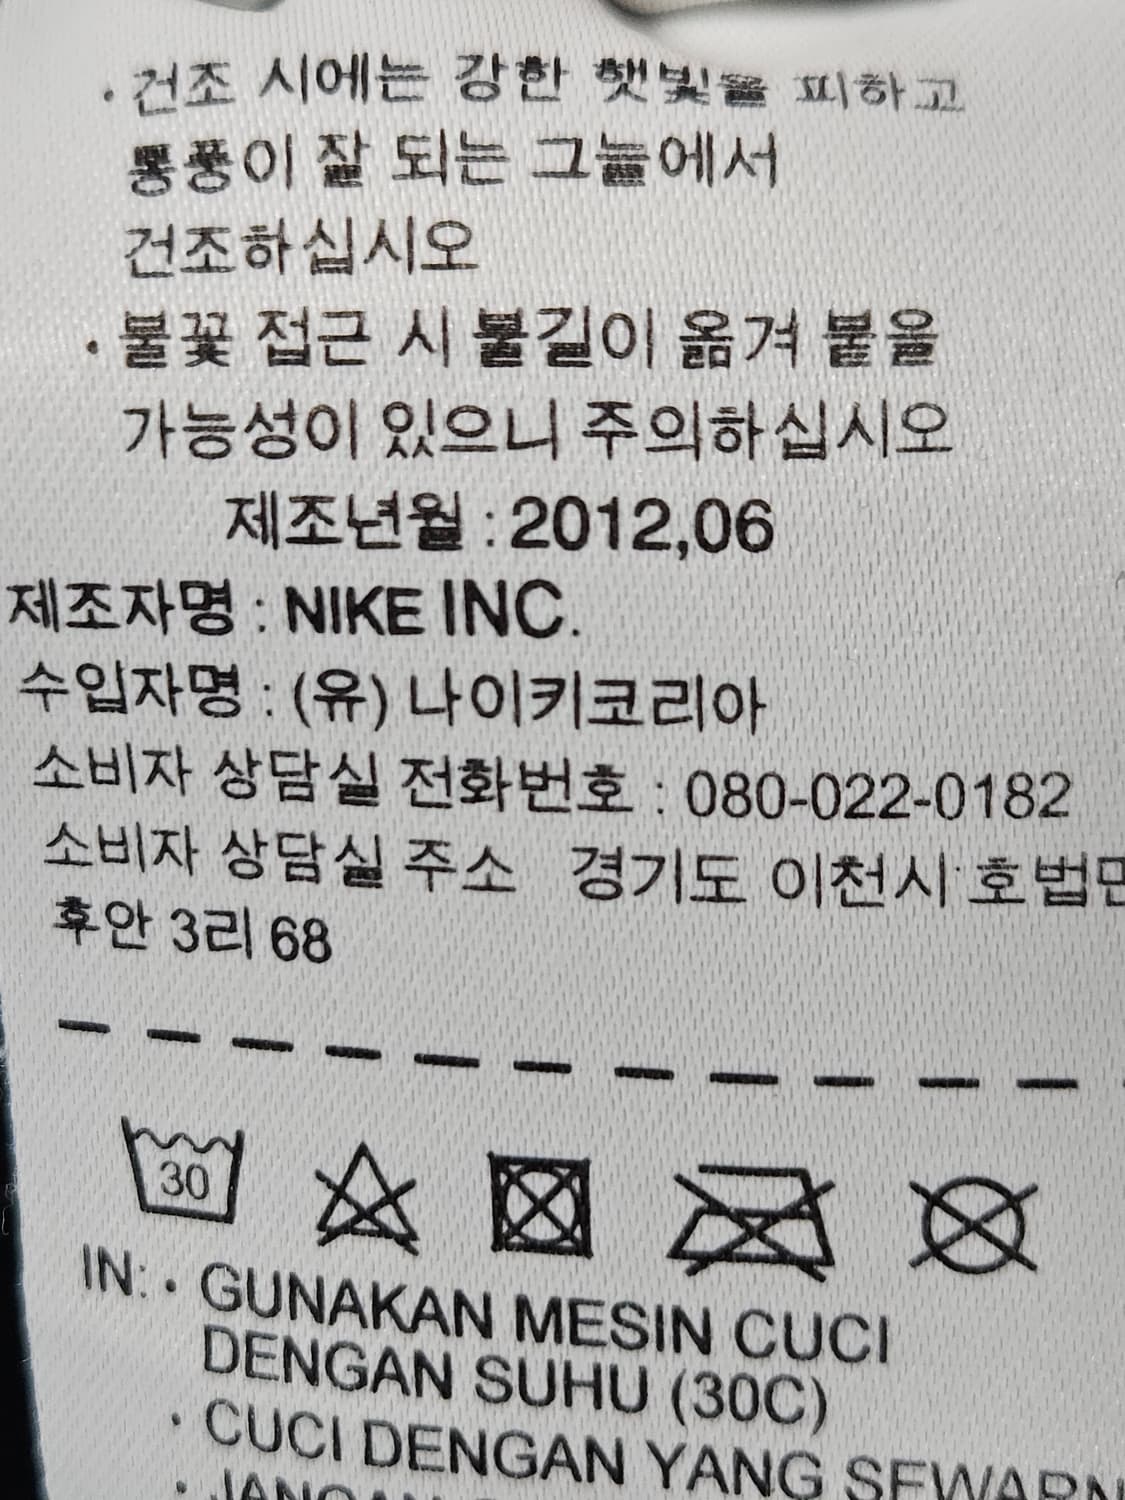 · 건조 시에는 강한 햇빛을 피하고
통풍이 잘 되는 그늘에서
건조하십시오
· 불꽃 접근 시 불길이 옮겨 붙을
가능성이 있으니 주의하십시오
제조년월 : 2012,06
제조자명 : NIKE INC.
수입자명 : (유) 나이키코리아
소비자 상담실 전화번호 : 080-022-0182
소비자 상담실 주소 경기도 이천시 호법면
후안 3리 68
30
IN: · GUNAKAN MESIN CUCI
DENGAN SUHU (30C)
· CUCI DENGAN YANG